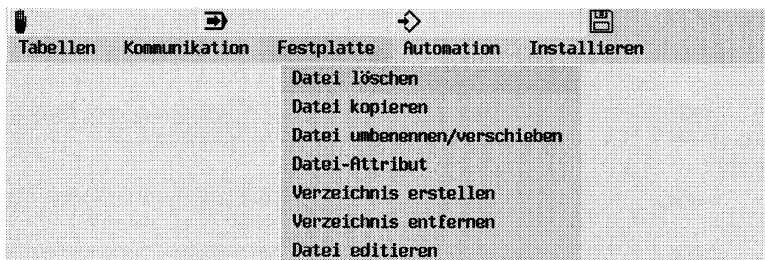 Tabellen Kommunikation Festplatte Automation Installieren
Datei löschen
Datei kopieren
Datei umbenennen/verschieben
Datei-Attribut
Verzeichnis erstellen
Verzeichnis entfernen
Datei editieren